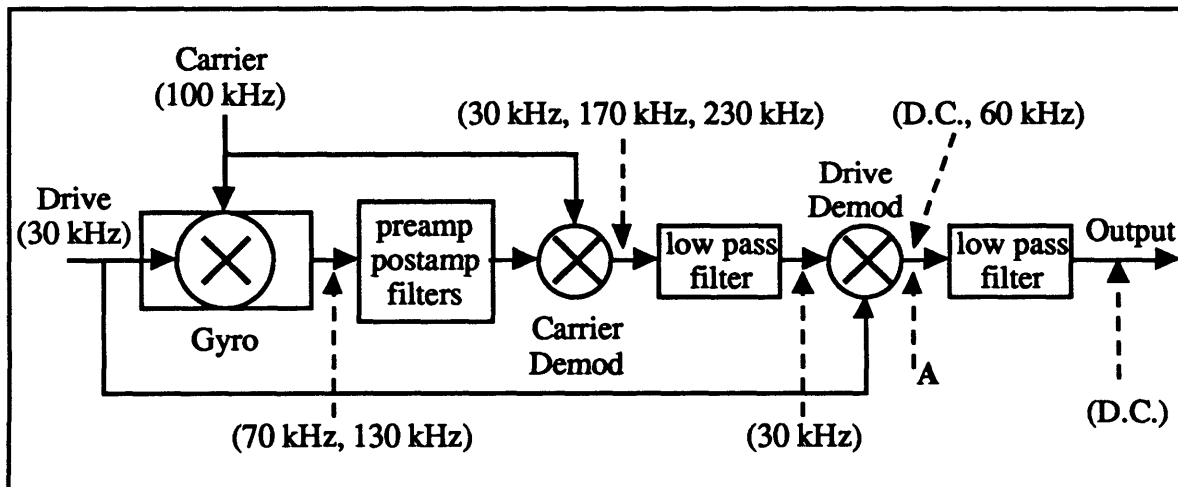 Carrier
(100 kHz)
(30 kHz, 170 kHz, 230 kHz)
(D.C., 60 kHz)
Drive
(30 kHz)
preamp
postamp
filters
low pass
filter
Drive
Demod
low pass
filter
Output
Gyro
Carrier
Demod
A
(70 kHz, 130 kHz)
(30 kHz)
(D.C.)